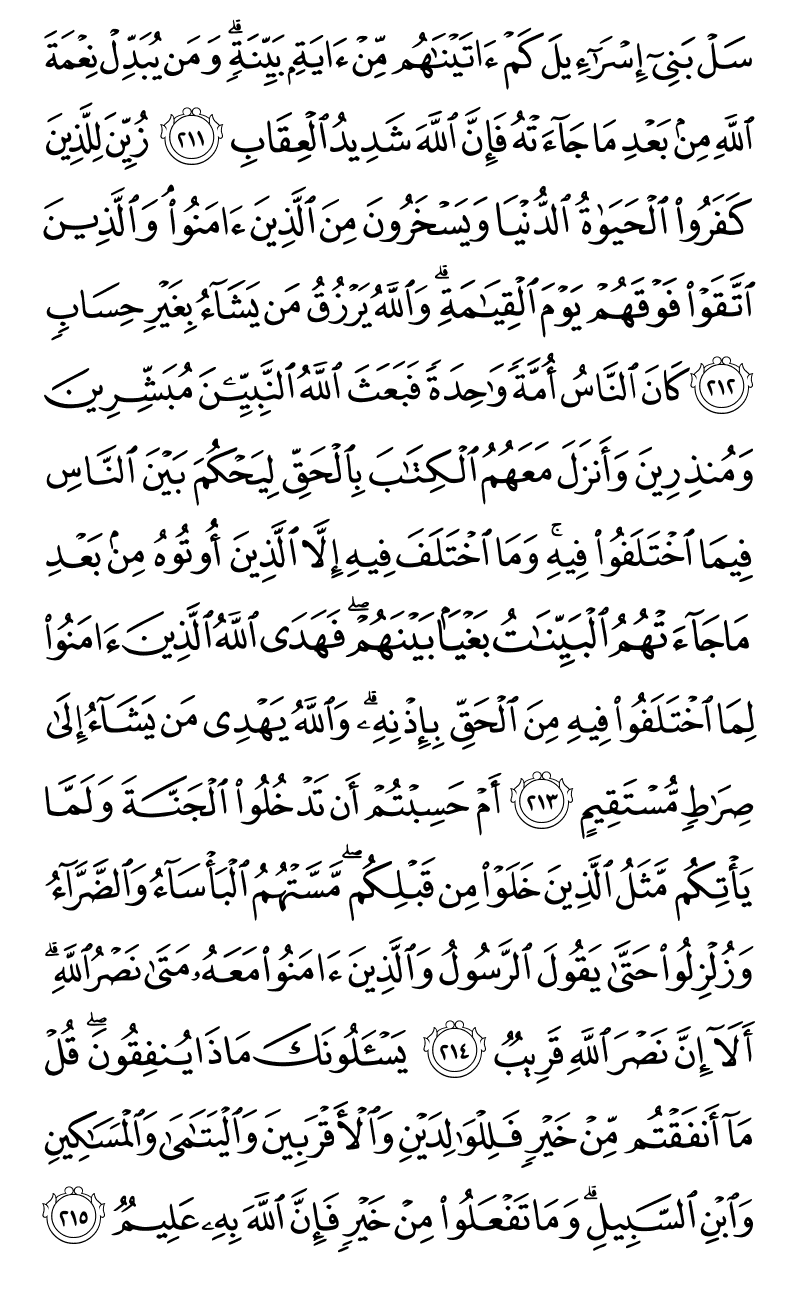 سَلۡ بَنِيٓ إِسۡرَٰٓءِيلَ كَمۡ ءَاتَيۡنَٰهُم مِّنۡ ءَايَةِۭ بَيِّنَةٖۗ وَمَن يُبَدِّلۡ نِعۡمَةَ
ٱللَّهِ مِنۢ بَعۡدِ مَا جَآءَتۡهُ فَإِنَّ ٱللَّهَ شَدِيدُ ٱلۡعِقَابِ ٢١١ زُيِّنَ لِلَّذِينَ
كَفَرُواْ ٱلۡحَيَوٰةُ ٱلدُّنۡيَا وَيَسۡخَرُونَ مِنَ ٱلَّذِينَ ءَامَنُواْۘ وَٱلَّذِينَ
ٱتَّقَوۡاْ فَوۡقَهُمۡ يَوۡمَ ٱلۡقِيَٰمَةِۗ وَٱللَّهُ يَرۡزُقُ مَن يَشَآءُ بِغَيۡرِ حِسَابٖ
٢١٢ كَانَ ٱلنَّاسُ أُمَّةٗ وَٰحِدَةٗ فَبَعَثَ ٱللَّهُ ٱلنَّبِيِّـۧنَ مُبَشِّرِينَ
وَمُنذِرِينَ وَأَنزَلَ مَعَهُمُ ٱلۡكِتَٰبَ بِٱلۡحَقِّ لِيَحۡكُمَ بَيۡنَ ٱلنَّاسِ
فِيمَا ٱخۡتَلَفُواْ فِيهِۚ وَمَا ٱخۡتَلَفَ فِيهِ إِلَّا ٱلَّذِينَ أُوتُوهُ مِنۢ بَعۡدِ
مَا جَآءَتۡهُمُ ٱلۡبَيِّنَٰتُ بَغۡيَۢا بَيۡنَهُمۡۖ فَهَدَى ٱللَّهُ ٱلَّذِينَ ءَامَنُواْ
لِمَا ٱخۡتَلَفُواْ فِيهِ مِنَ ٱلۡحَقِّ بِإِذۡنِهِۦۗ وَٱللَّهُ يَهۡدِي مَن يَشَآءُ إِلَىٰ
صِرَٰطٖ مُّسۡتَقِيمٍ ٢١٣ أَمۡ حَسِبۡتُمۡ أَن تَدۡخُلُواْ ٱلۡجَنَّةَ وَلَمَّا
يَأۡتِكُم مَّثَلُ ٱلَّذِينَ خَلَوۡاْ مِن قَبۡلِكُمۖ مَّسَّتۡهُمُ ٱلۡبَأۡسَآءُ وَٱلضَّرَّآءُ
وَزُلۡزِلُواْ حَتَّىٰ يَقُولَ ٱلرَّسُولُ وَٱلَّذِينَ ءَامَنُواْ مَعَهُۥ مَتَىٰ نَصۡرُ ٱللَّهِۗ
أَلَآ إِنَّ نَصۡرَ ٱللَّهِ قَرِيبٞ ٢١٤ يَسۡـَٔلُونَكَ مَاذَا يُنفِقُونَۖ قُلۡ
مَآ أَنفَقۡتُم مِّنۡ خَيۡرٖ فَلِلۡوَٰلِدَيۡنِ وَٱلۡأَقۡرَبِينَ وَٱلۡيَتَٰمَىٰ وَٱلۡمَسَٰكِينِ
وَٱبۡنِ ٱلسَّبِيلِۗ وَمَا تَفۡعَلُواْ مِنۡ خَيۡرٖ فَإِنَّ ٱللَّهَ بِهِۦ عَلِيمٞ ٢١٥